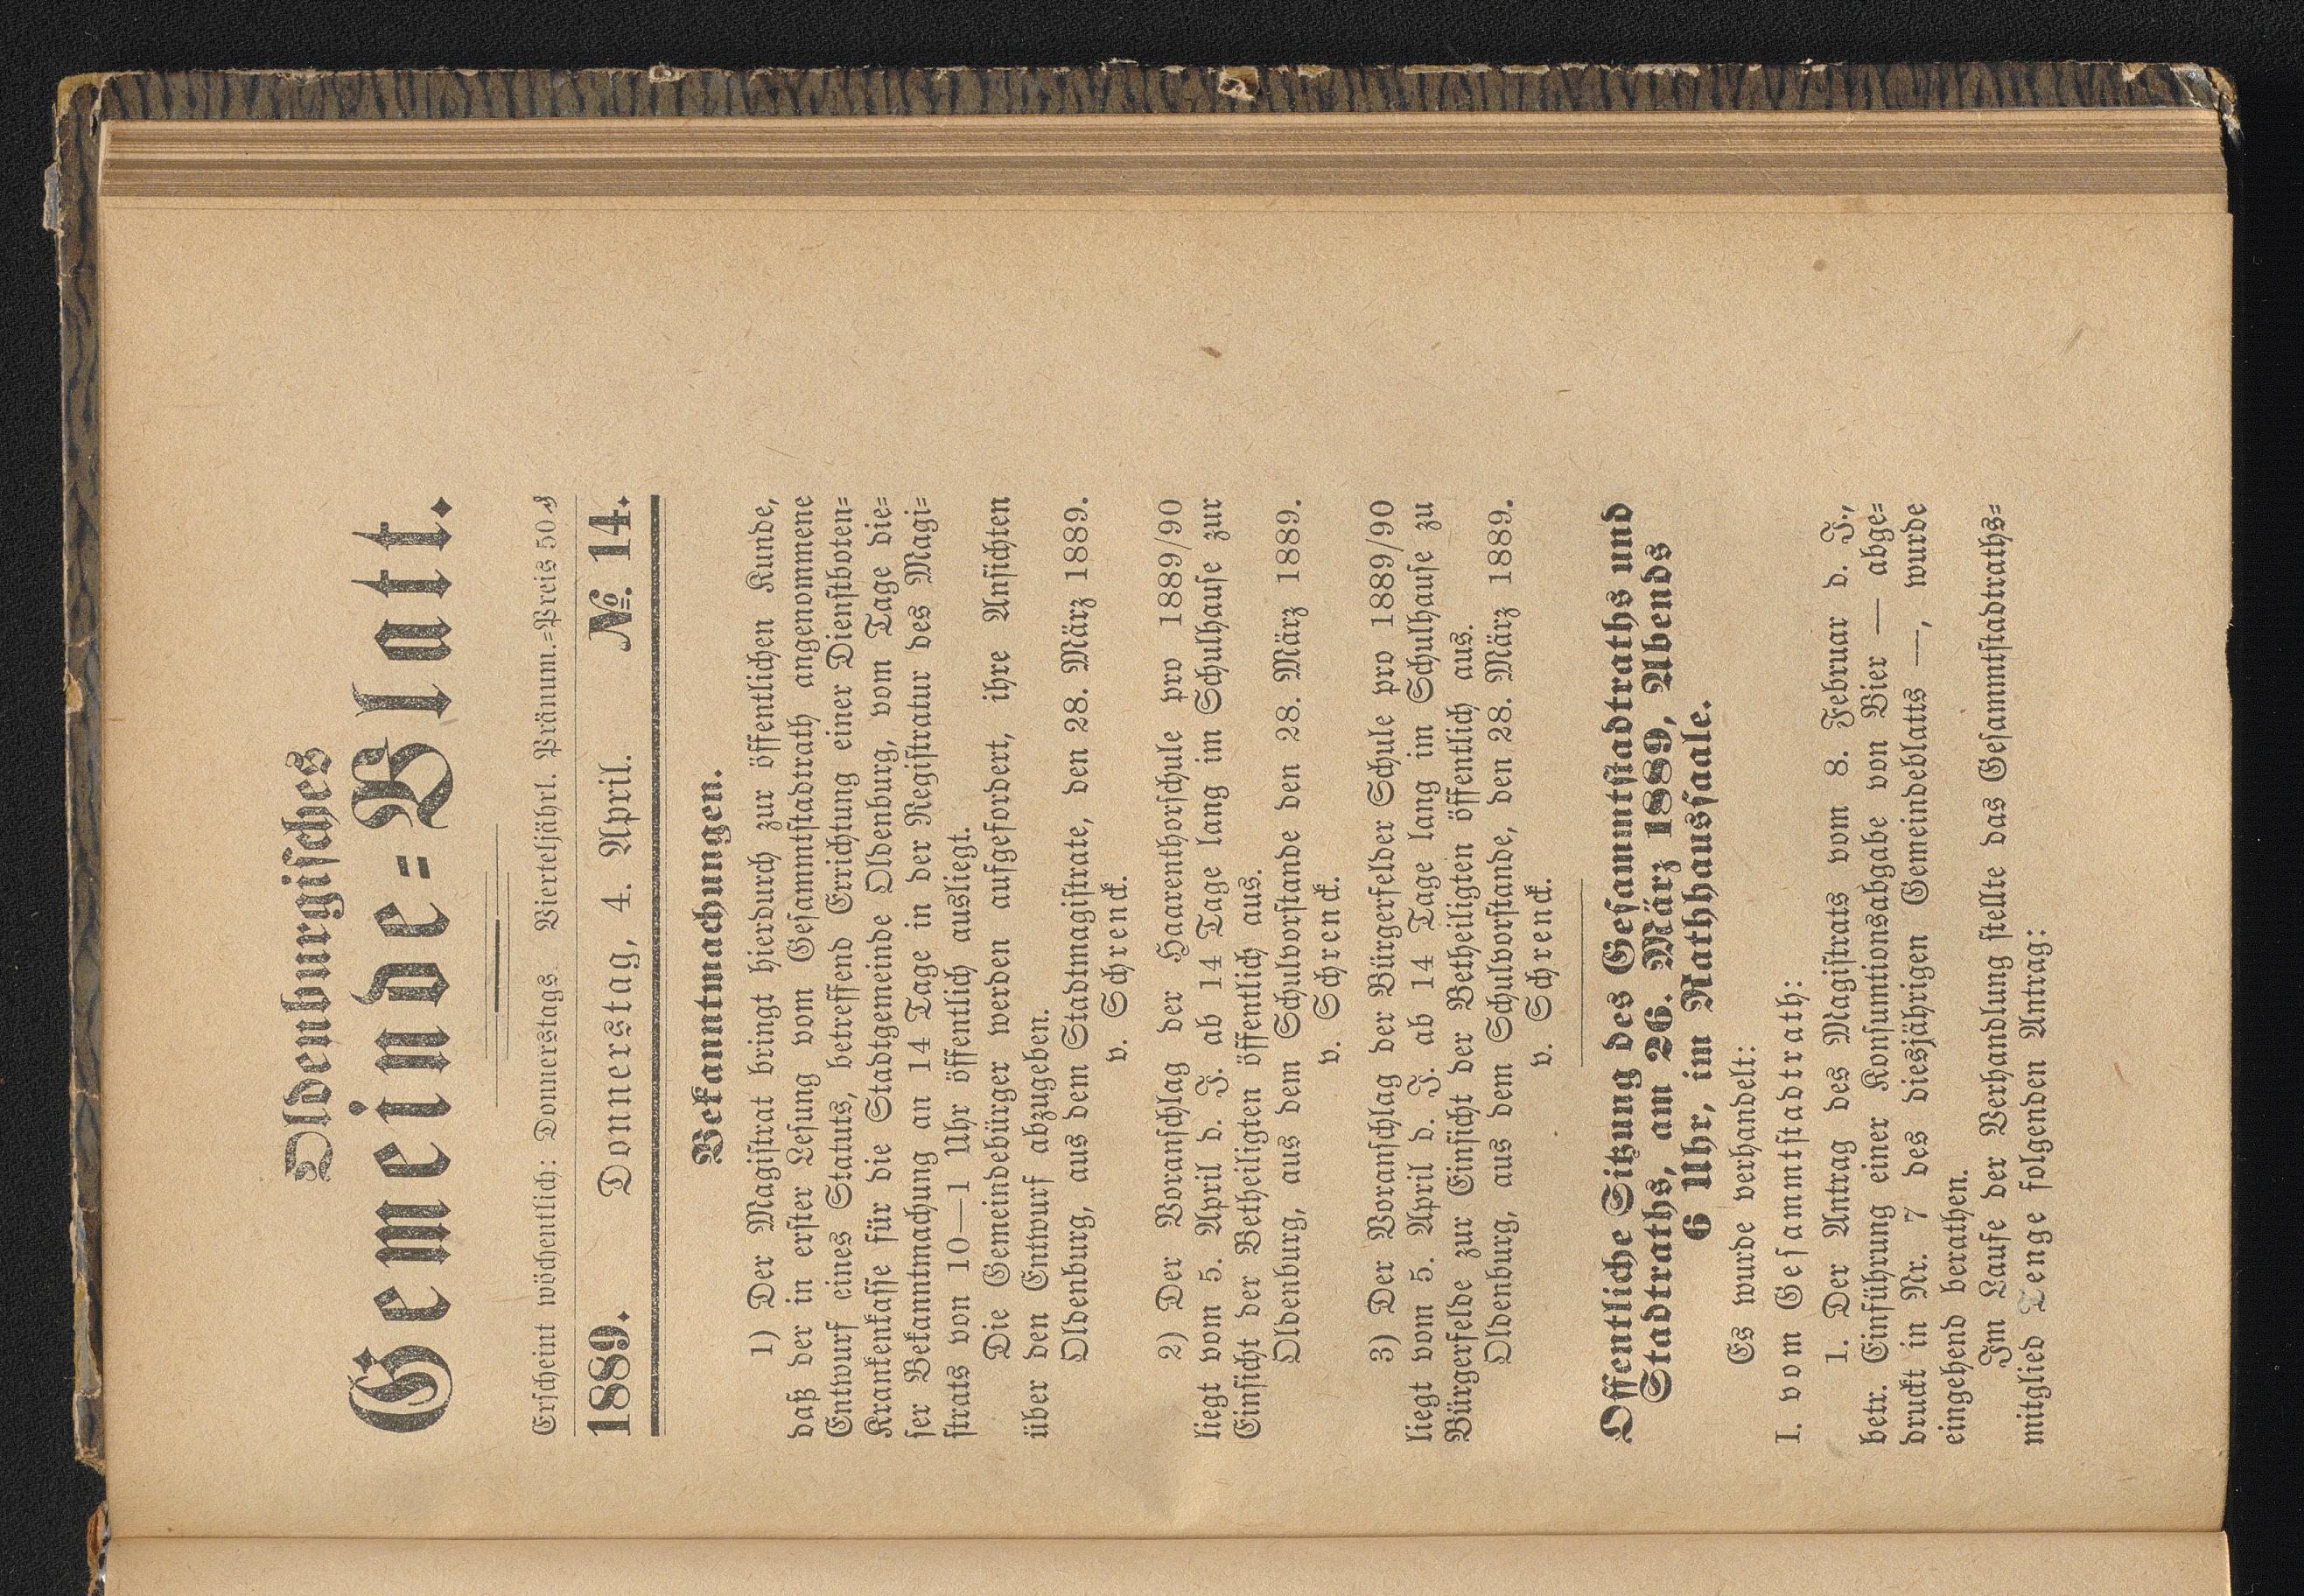 Oldenburgisches
Gemeinde-Blatt.
Erscheint wöchentlich: Donnerstags. Vierteljährl. Pränum.-Preis 50 ₰
1889. Donnerstag, 4. April. №. 14.
Bekanntmachungen.
1) Der Magistrat bringt hierdurch zur öffentlichen Kunde,
daß der in erster Lesung vom Gesammtstadtrath angenommene
Entwurf eines Statuts, betreffend Errichtung einer Dienstboten-
Krankenkasse für die Stadtgemeinde Oldenburg, vom Tage die-
ser Bekanntmachung an 14 Tage in der Registratur des Magi-
strats von 10—1 Uhr öffentlich ausliegt.
Die Gemeindebürger werden aufgefordert, ihre Ansichten
über den Entwurf abzugeben.
Oldenburg, aus dem Stadtmagistrate, den 28. März 1889.
v. Schrenck.
2) Der Voranschlag der Haarenthorschule pro 1889/90
liegt vom 5. April d. J. ab 14 Tage lang im Schulhause zur
Einsicht der Betheiligten öffentlich aus.
Oldenburg, aus dem Schulvorstande den 28. März 1889.
v. Schrenck.
3) Der Voranschlag der Bürgerfelder Schule pro 1889/90
liegt vom 5. April d. J. ab 14 Tage lang im Schulhause zu
Bürgerfelde zur Einsicht der Betheiligten öffentlich aus.
Oldenburg, aus dem Schulvorstande, den 28. März 1889.
v. Schrenck.
Öffentliche Sitzung des Gesammtstadtraths und
Stadtraths, am 26. März 1889, Abends
6 Uhr, im Rathhaussaale.
Es wurde verhandelt:
I. vom Gesammtstadtrath:
1. Der Antrag des Magistrats vom 8. Februar d. J.,
betr. Einführung einer Konsumtionsabgabe von Bier — abge-
druckt in Nr. 7 des diesjährigen Gemeindeblatts —, wurde
eingehend berathen.
Im Laufe der Verhandlung stellte das Gesammtstadtraths-
mitglied Lenge folgenden Antrag: